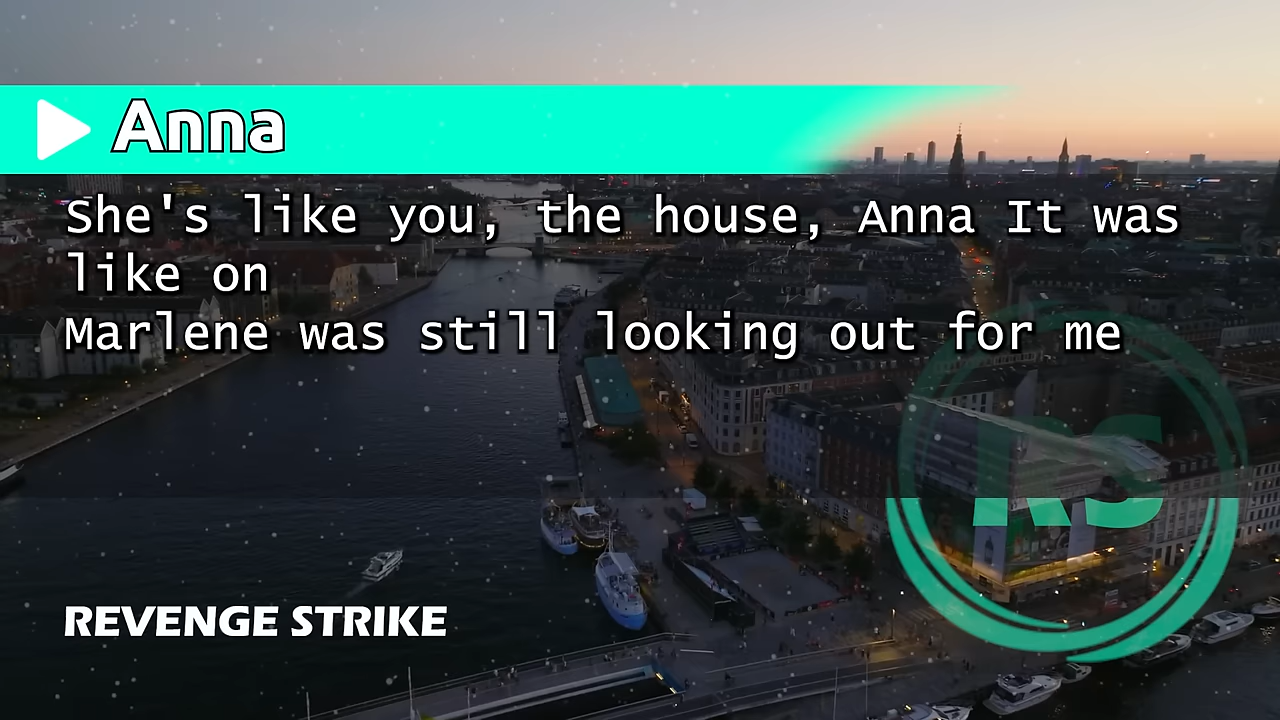 Anna
She's like you, the house, Anna It was
like on
Marlene was still looking out for me
RS
REVENGE STRIKE